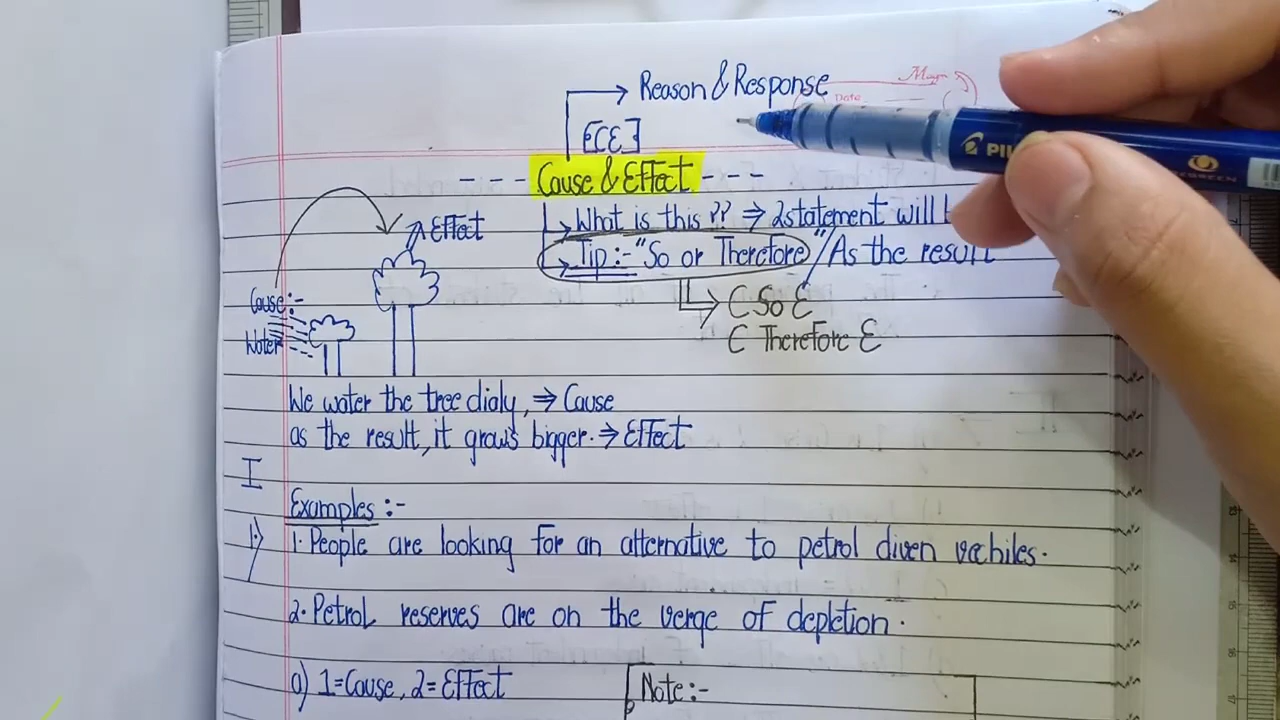 Reason & Response
Date
[CE]
--- Cause & Effect ---
What is this ?? ⇒ 2 statement will
Tip :- "So or Therefore"/As the result
Effect
C So E
C Therefore E
Cause :-
Water
We water the tree dialy, ⇒ Cause
as the result, it grows bigger. ⇒ Effect
I
Examples :-
1. People are looking for an alternative to petrol diven vechiles.
2. Petrol reserves are on the verge of depletion.
a) 1=Cause, 2=Effect
Note:-